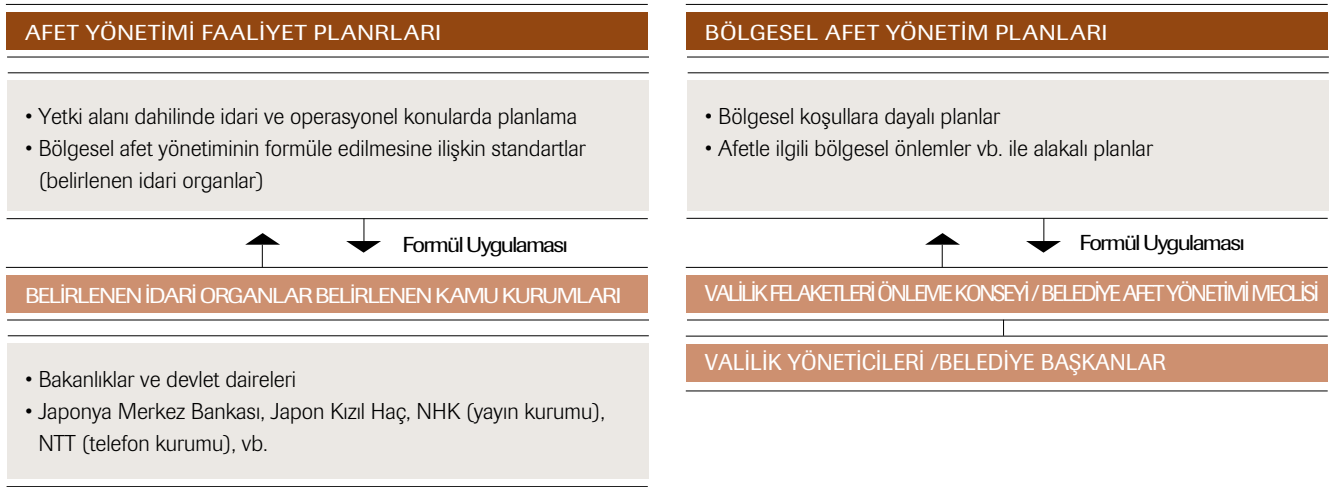 AFET YÖNETİMİ FAALİYET PLANRLARI
• Yetki alanı dahilinde idari ve operasyonel konularda planlama
• Bölgesel afet yönetiminin formüle edilmesine ilişkin standartlar
(belirlenen idari organlar)
Formül Uygulaması
BELİRLENEN İDARİ ORGANLAR BELİRLENEN KAMU KURUMLARI
• Bakanlıklar ve devlet daireleri
• Japonya Merkez Bankası, Japon Kızıl Haç, NHK (yayın kurumu),
NTT (telefon kurumu), vb.
BÖLGESEL AFET YÖNETİM PLANLARI
• Bölgesel koşullara dayalı planlar
• Afetle ilgili bölgesel önlemler vb. ile alakalı planlar
Formül Uygulaması
VALİLİK FELAKETLERİ ÖNLEME KONSEYİ / BELEDİYE AFET YÖNETİMİ MECLİSİ
VALİLİK YÖNETİCİLERİ /BELEDİYE BAŞKANLAR